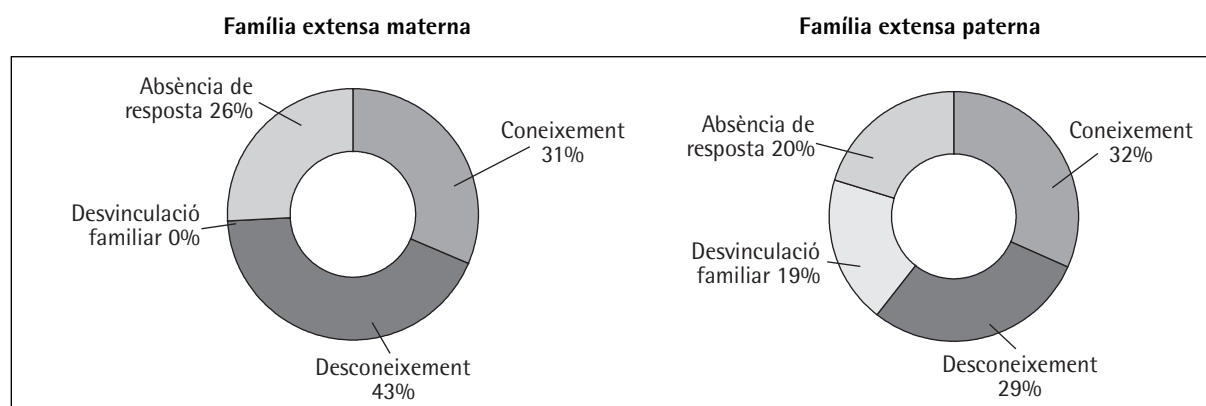 Família extensa materna
Absència de
resposta 26%
Coneixement
31%
Desvinculació
familiar 0%
Desconeixement
43%
Família extensa paterna
Absència de
resposta 20%
Coneixement
32%
Desvinculació
familiar 19%
Desconeixement
29%